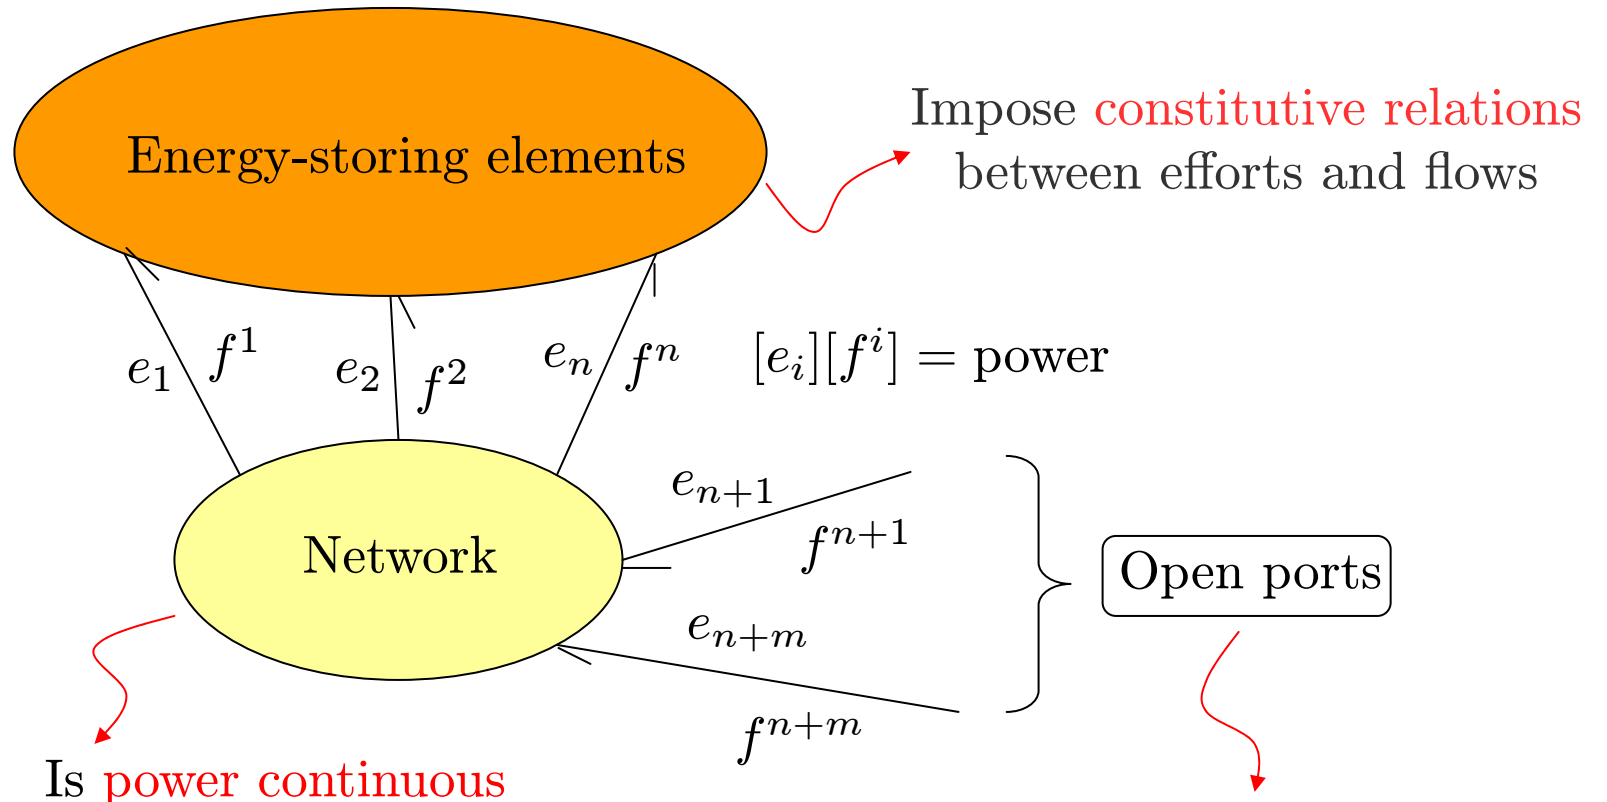 Energy-storing elements
Impose constitutive relations
between efforts and flows
e_1 f^1 e_2 f^2 e_n f^n [e_i][f^i] = power
e_{n+1}
f^{n+1}
Network
Open ports
e_{n+m}
f^{n+m}
Is power continuous